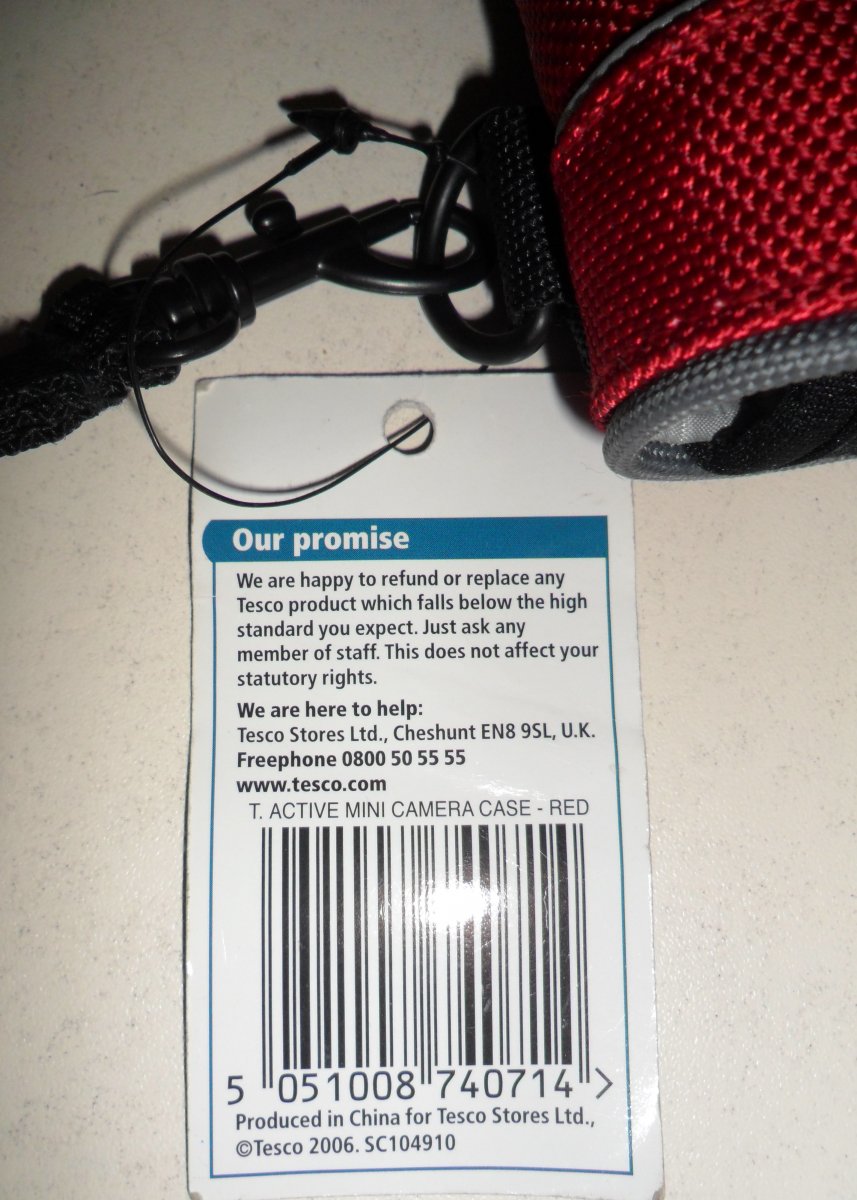 Our promise
We are happy to refund or replace any
Tesco product which falls below the high
standard you expect. Just ask any
member of staff. This does not affect your
statutory rights.
We are here to help:
Tesco Stores Ltd., Cheshunt EN8 9SL, U.K.
Freephone 0800 50 55 55
www.tesco.com
T. ACTIVE MINI CAMERA CASE - RED
5 051008 740714 >
Produced in China for Tesco Stores Ltd.,
©Tesco 2006. SC104910